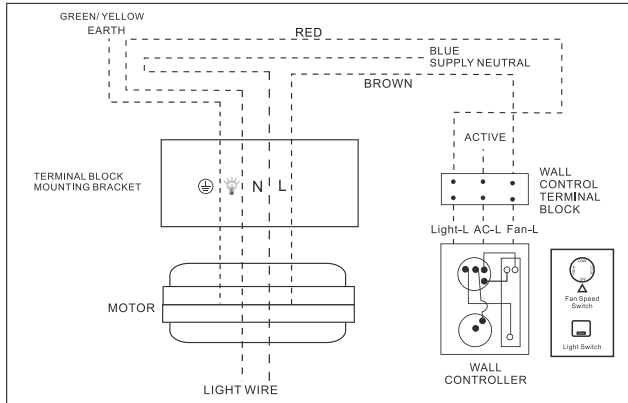 GREEN/ YELLOW
EARTH
RED
BLUE
SUPPLY NEUTRAL
BROWN
ACTIVE
TERMINAL BLOCK
MOUNTING BRACKET
N L
WALL
CONTROL
TERMINAL
BLOCK
Light-L AC-L Fan-L
MOTOR
Fan Speed
Switch
Light Switch
LIGHT WIRE
WALL
CONTROLLER